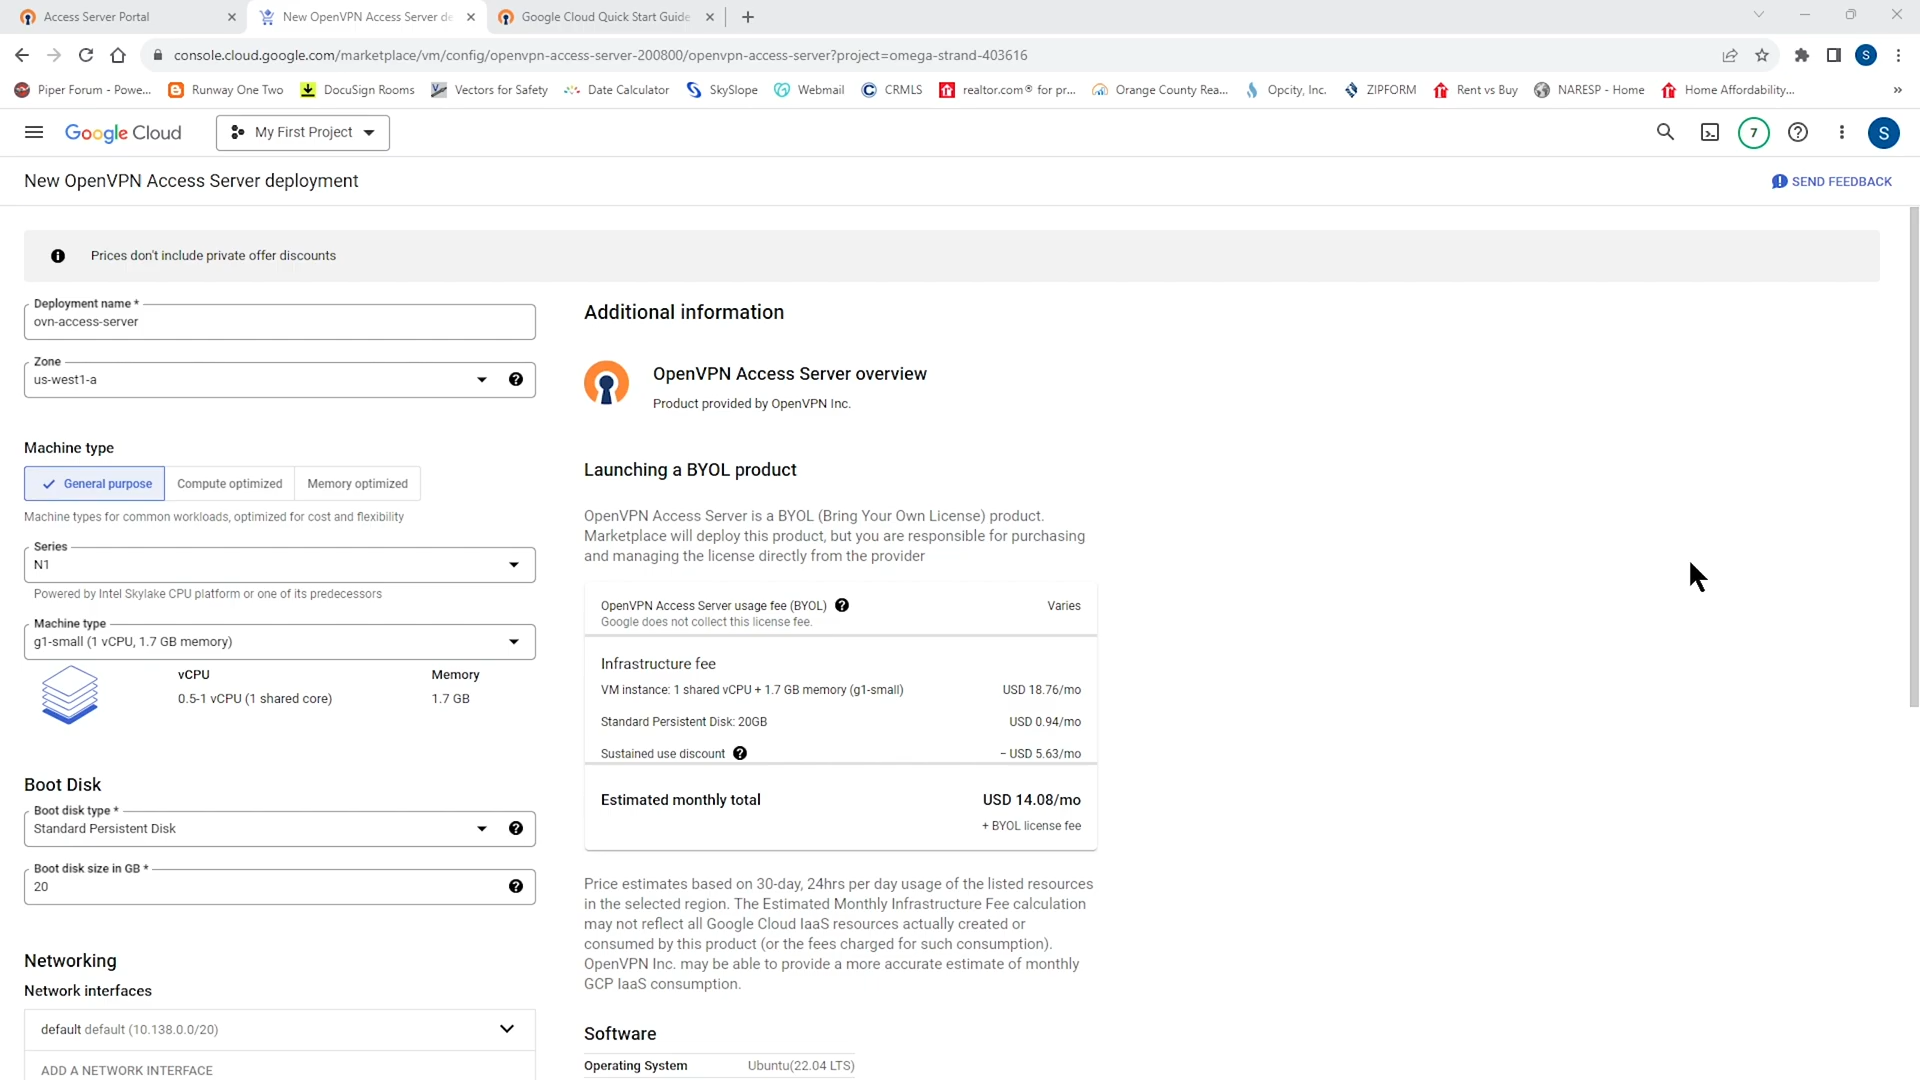 Access Server Portal
New OpenVPN Access Server de
Google Cloud Quick Start Guide
console.cloud.google.com/marketplace/vm/config/openvpn-access-server-200800/openvpn-access-server?project=omega-strand-403616
S
Piper Forum - Powe...
Runway One Two
DocuSign Rooms
Vectors for Safety
Date Calculator
SkySlope
Webmail
CRMLS
realtor.com® for pr...
Orange County Rea...
Opcity, Inc.
ZIPFORM
Rent vs Buy
NARESP - Home
Home Affordability...
»
Google Cloud
My First Project
7
S
New OpenVPN Access Server deployment
SEND FEEDBACK
Prices don't include private offer discounts
Deployment name *
ovn-access-server
Zone
us-west1-a
Machine type
General purpose
Compute optimized
Memory optimized
Machine types for common workloads, optimized for cost and flexibility
Series
N1
Powered by Intel Skylake CPU platform or one of its predecessors
Machine type
g1-small (1 vCPU, 1.7 GB memory)
vCPU
Memory
0.5-1 vCPU (1 shared core)
1.7 GB
Boot Disk
Boot disk type *
Standard Persistent Disk
Boot disk size in GB *
20
Networking
Network interfaces
default default (10.138.0.0/20)
ADD A NETWORK INTERFACE
Additional information
OpenVPN Access Server overview
Product provided by OpenVPN Inc.
Launching a BYOL product
OpenVPN Access Server is a BYOL (Bring Your Own License) product.
Marketplace will deploy this product, but you are responsible for purchasing
and managing the license directly from the provider
OpenVPN Access Server usage fee (BYOL)
Varies
Google does not collect this license fee.
Infrastructure fee
VM instance: 1 shared vCPU + 1.7 GB memory (g1-small)
USD 18.76/mo
Standard Persistent Disk: 20GB
USD 0.94/mo
Sustained use discount
− USD 5.63/mo
Estimated monthly total
USD 14.08/mo
+ BYOL license fee
Price estimates based on 30-day, 24hrs per day usage of the listed resources
in the selected region. The Estimated Monthly Infrastructure Fee calculation
may not reflect all Google Cloud IaaS resources actually created or
consumed by this product (or the fees charged for such consumption).
OpenVPN Inc. may be able to provide a more accurate estimate of monthly
GCP IaaS consumption.
Software
Operating System
Ubuntu(22.04 LTS)